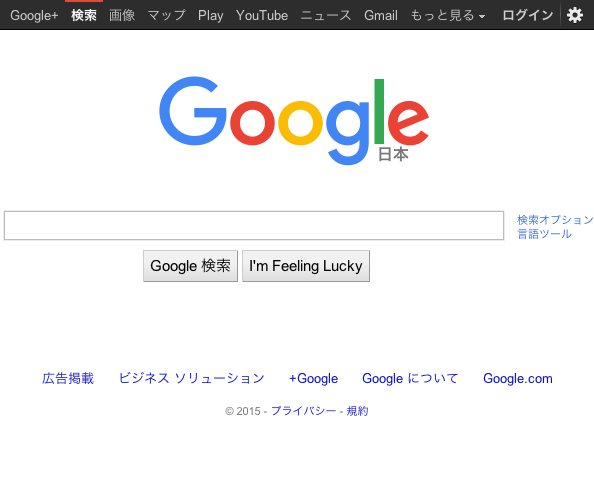 Google+ 検索 画像 マップ Play YouTube ニュース Gmail もっと見る ログイン
Google
日本
検索オプション
言語ツール
Google 検索 I'm Feeling Lucky
広告掲載 ビジネス ソリューション +Google Google について Google.com
© 2015 - プライバシー - 規約